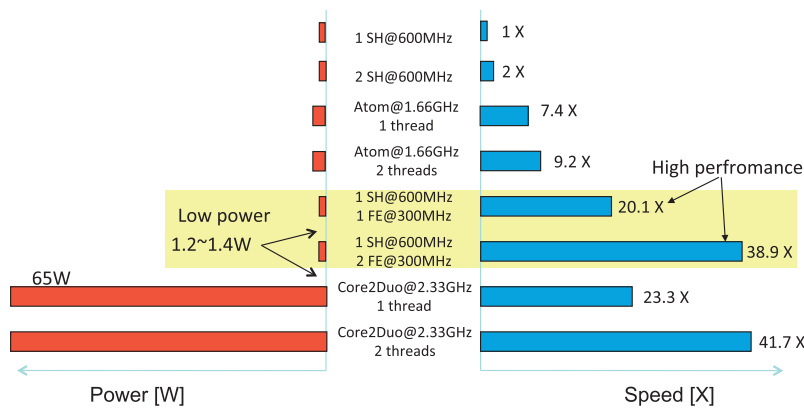 1 SH@600MHz
1 X
2 SH@600MHz
2 X
Atom@1.66GHz
1 thread
7.4 X
Atom@1.66GHz
2 threads
9.2 X
High perfromance
1 SH@600MHz
1 FE@300MHz
20.1 X
Low power
1.2~1.4W
1 SH@600MHz
2 FE@300MHz
38.9 X
65W
Core2Duo@2.33GHz
1 thread
23.3 X
Core2Duo@2.33GHz
2 threads
41.7 X
Power [W]
Speed [X]